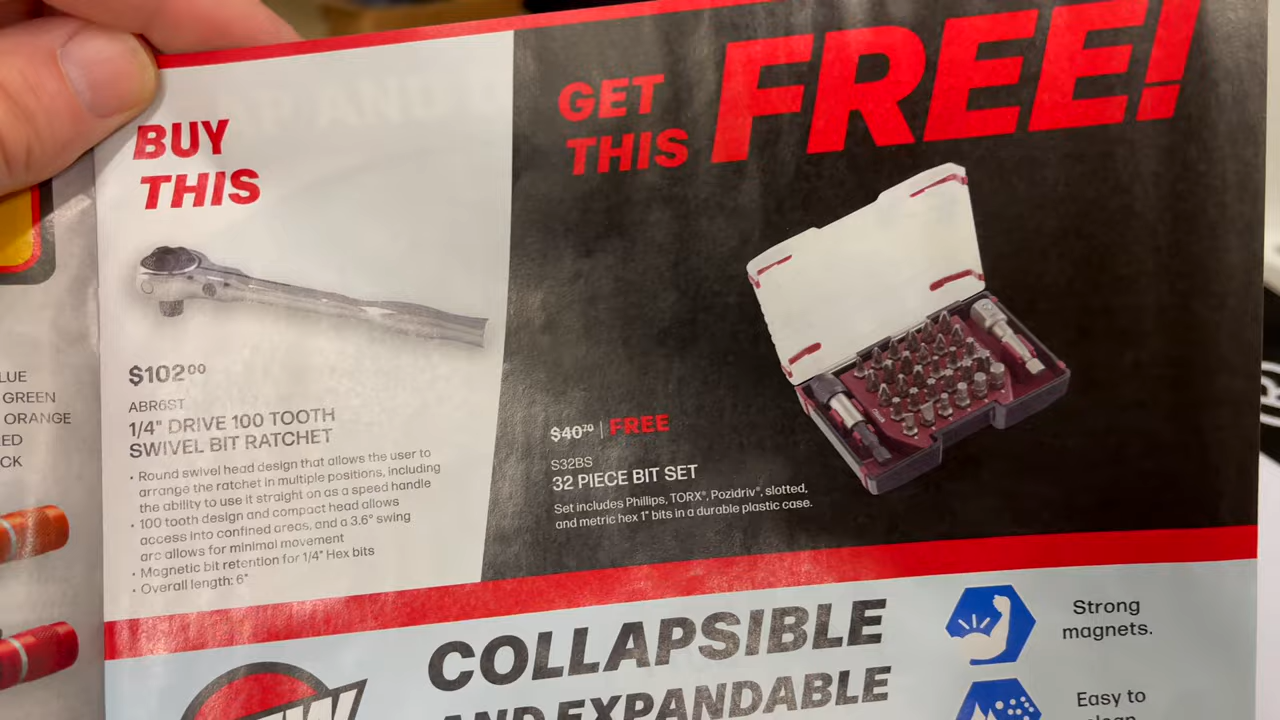 BUY
THIS
GET
THIS
FREE!
$102⁰⁰
ABR6ST
1/4" DRIVE 100 TOOTH
SWIVEL BIT RATCHET
• Round swivel head design that allows the user to
arrange the ratchet in multiple positions, including
the ability to use it straight on as a speed handle
• 100 tooth design and compact head allows
access into confined areas, and a 3.6° swing
arc allows for minimal movement
• Magnetic bit retention for 1/4" Hex bits
• Overall length: 6"
$40⁷⁰ | FREE
S32BS
32 PIECE BIT SET
Set includes Phillips, TORX®, Pozidriv®, slotted,
and metric hex 1" bits in a durable plastic case.
LUE
GREEN
ORANGE
ED
CK
COLLAPSIBLE
AND EXPANDABLE
Strong
magnets.
Easy to
clean